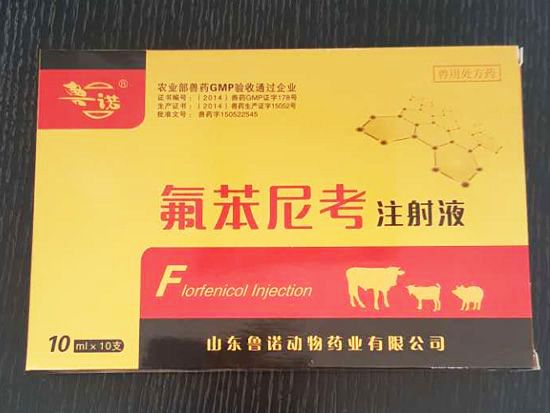 鲁诺®
农业部兽药GMP验收通过企业
证书编号：（2014）兽药GMP证字178号
生产证书：（2014）兽药生产证字15052号
批准文号： 兽药字150522545
兽用处方药
氟苯尼考 注射液
Florfenicol Injection
10ml×10支
山东鲁诺动物药业有限公司